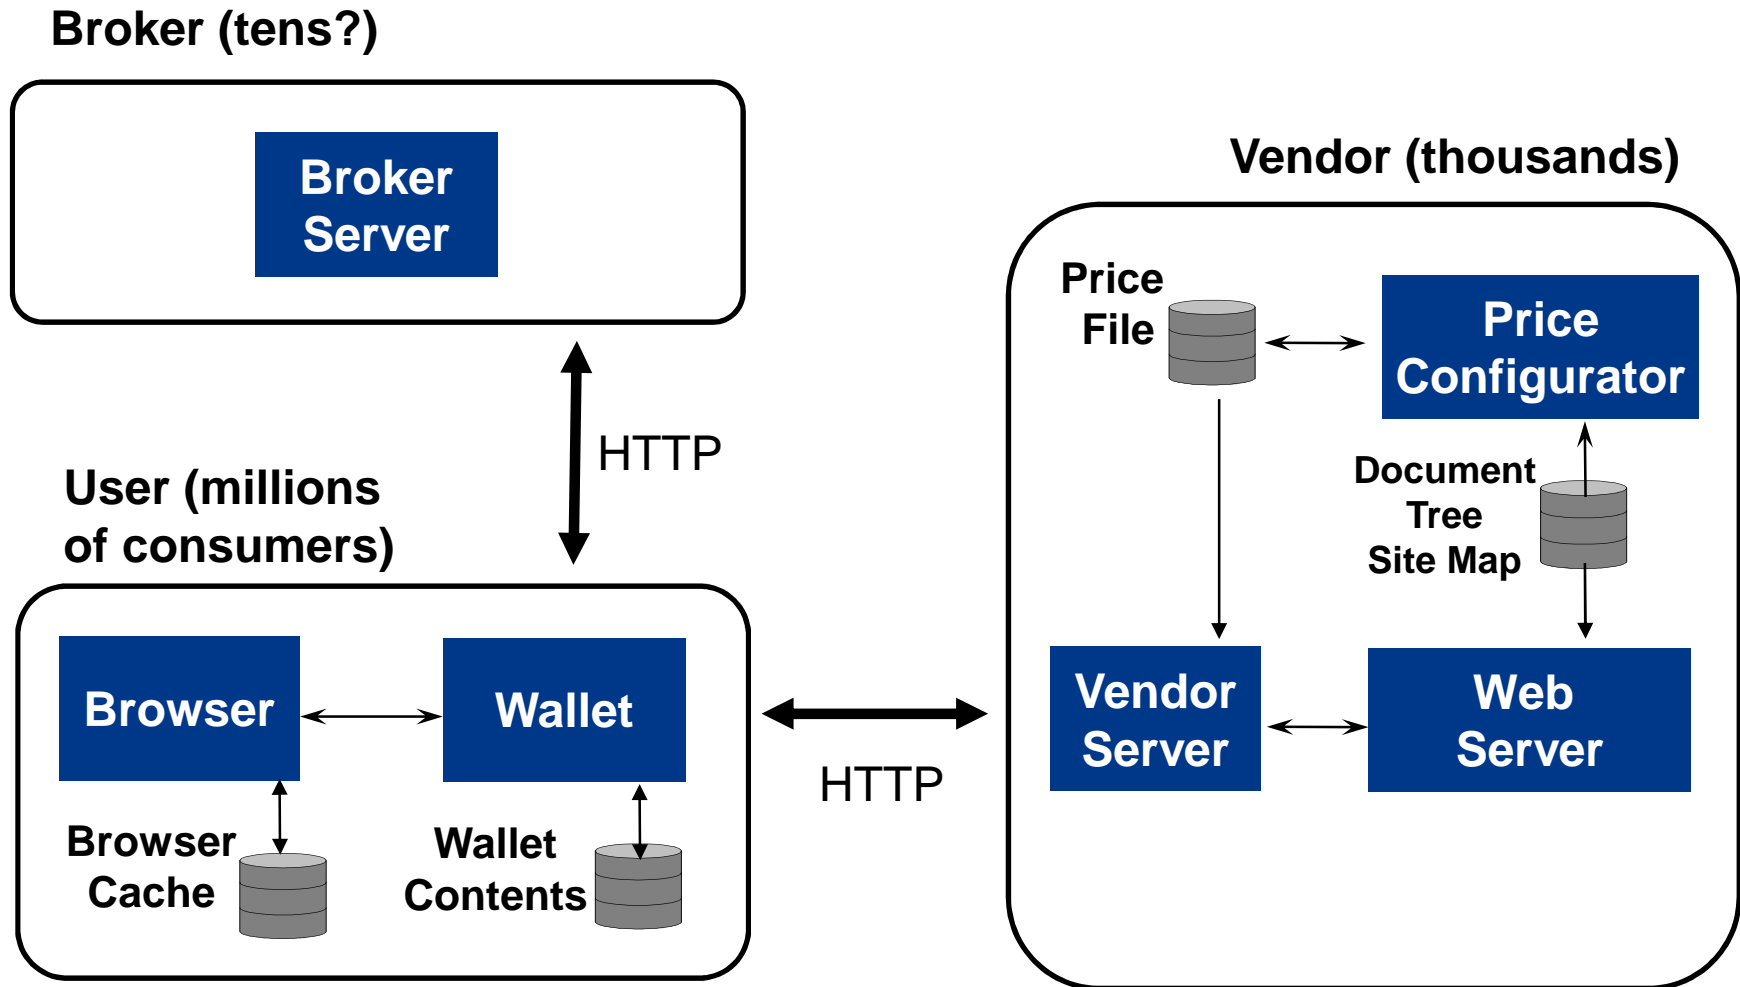 Broker (tens?)
Broker
Server
Vendor (thousands)
Price
File
Price
Configurator
HTTP
Document
Tree
Site Map
User (millions
of consumers)
Browser
Wallet
Vendor
Server
Web
Server
HTTP
Browser
Cache
Wallet
Contents